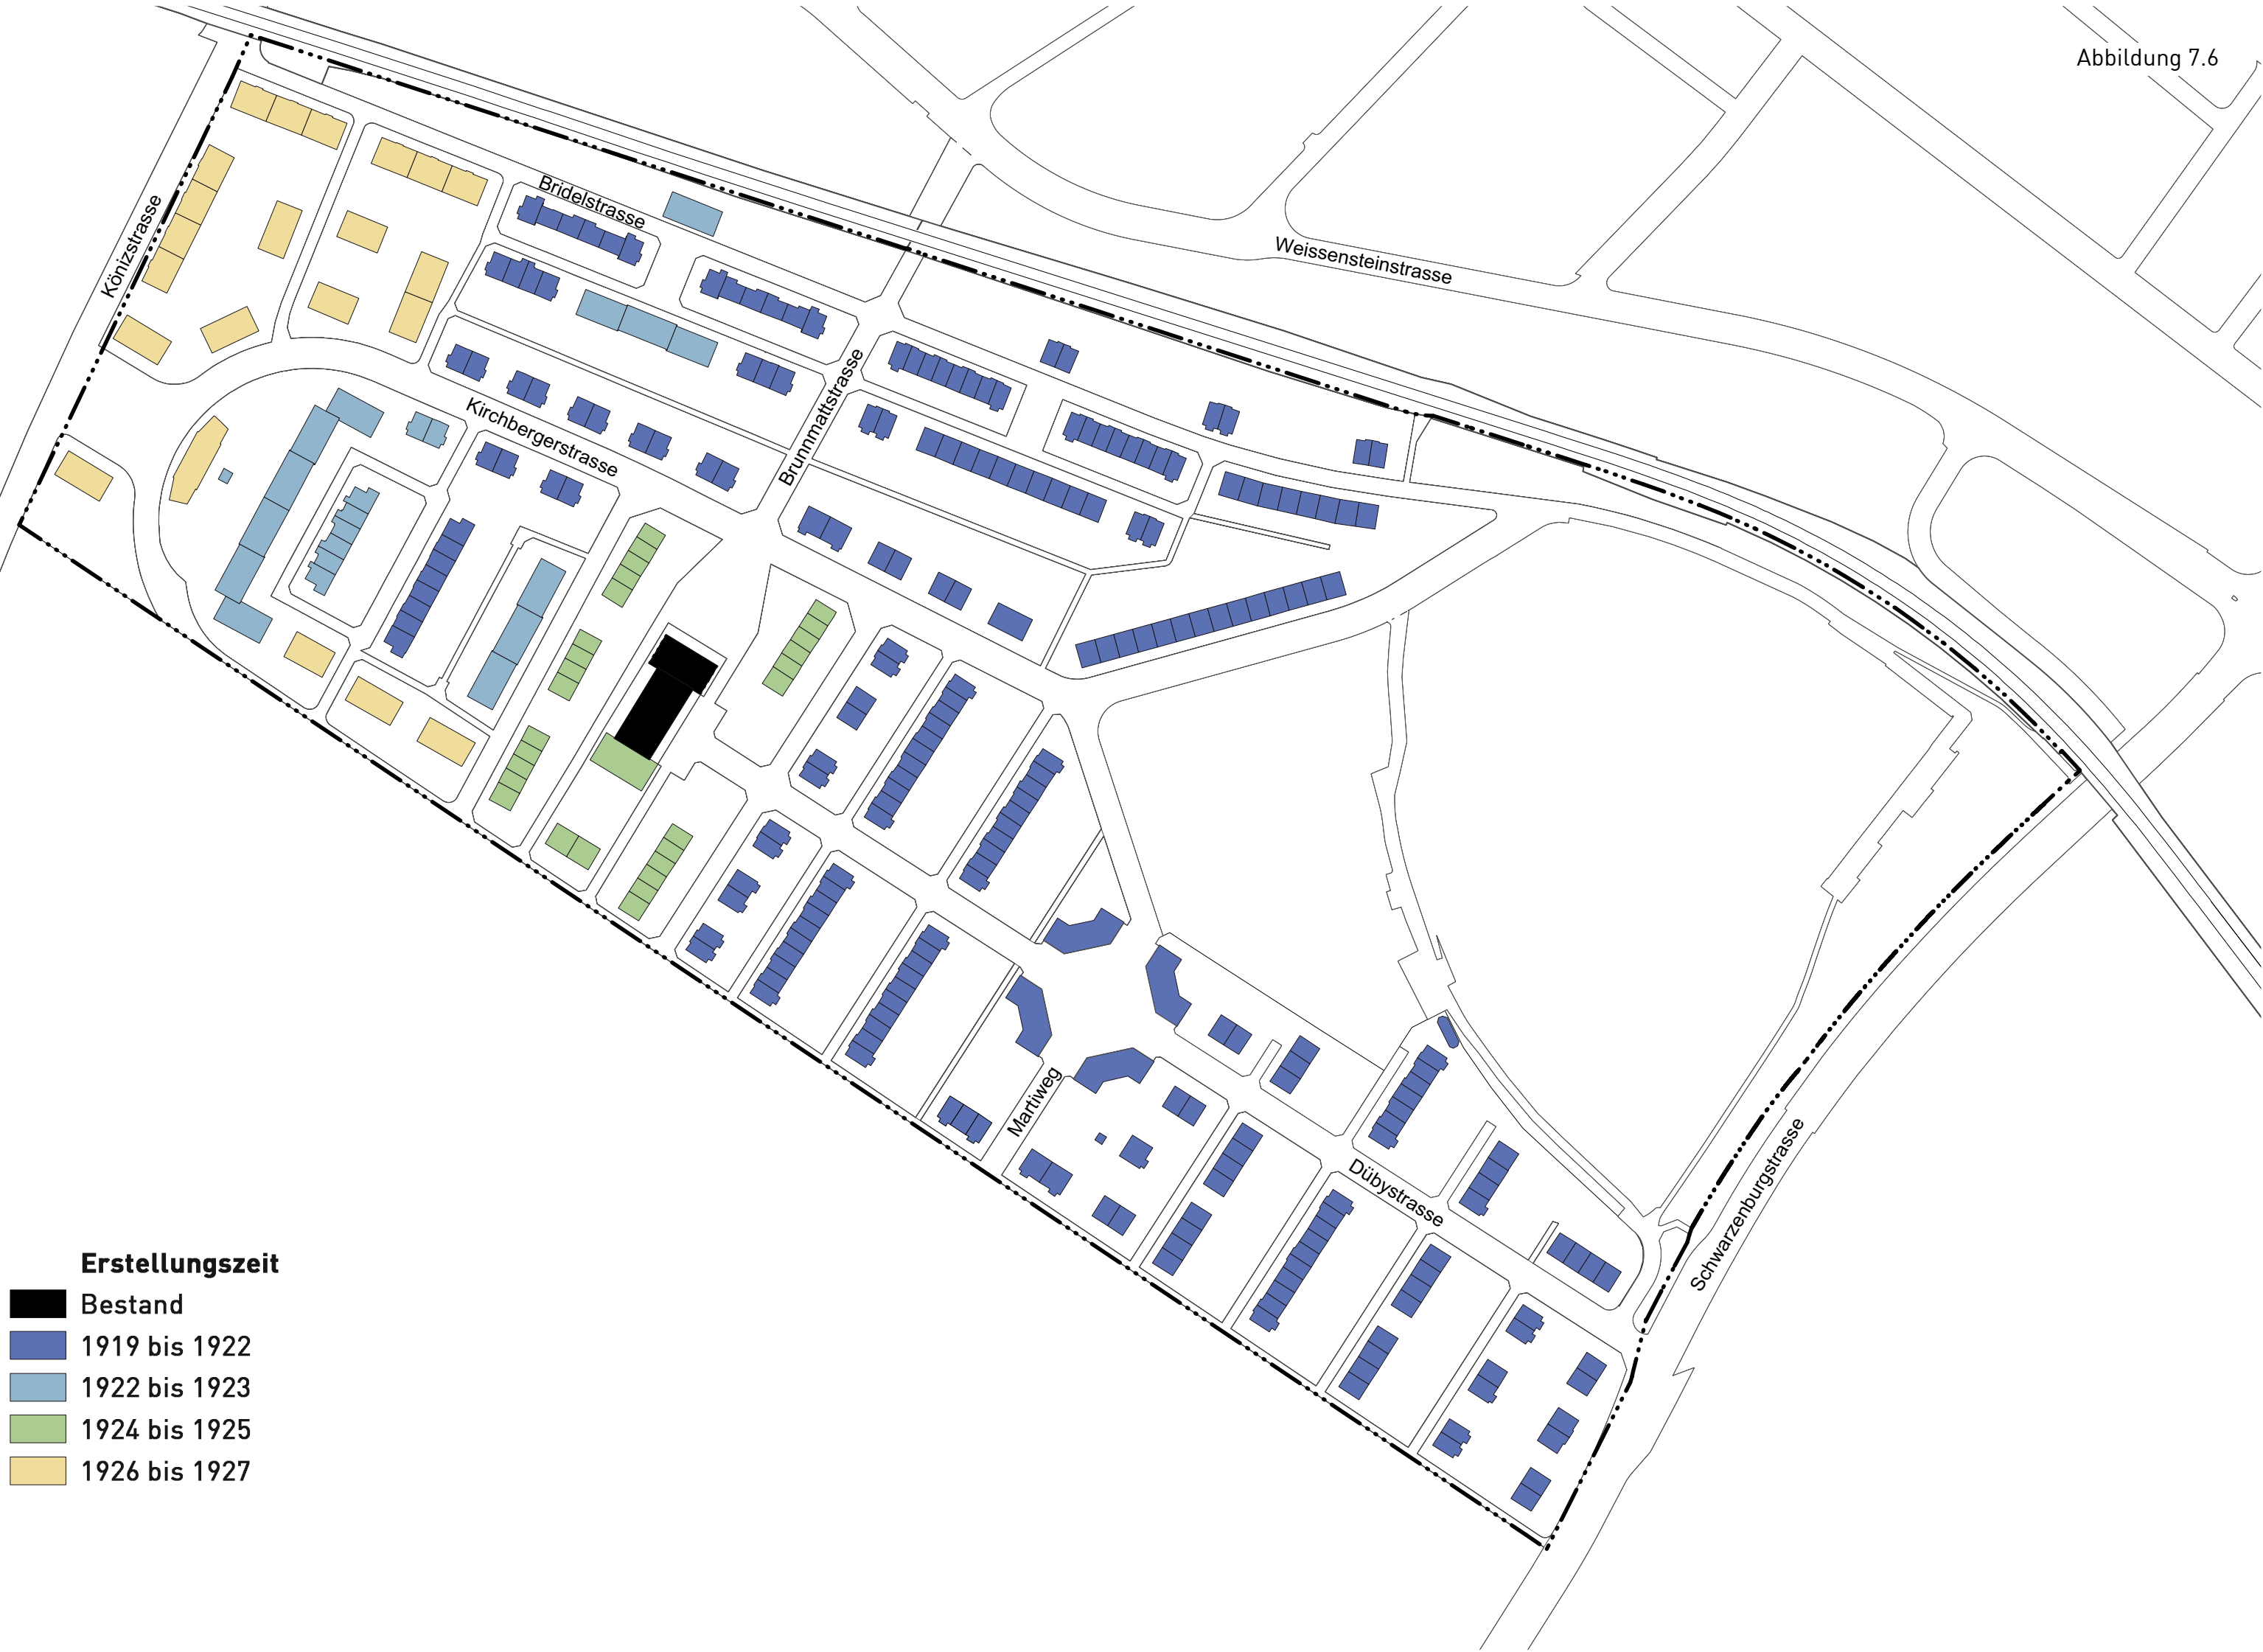 Abbildung 7.6
Bridelstrasse
Könizstrasse
Weissensteinstrasse
Brunnmattstrasse
Kirchbergerstrasse
Martiweg
Dübystrasse
Schwarzenburgstrasse
Erstellungszeit
Bestand
1919 bis 1922
1922 bis 1923
1924 bis 1925
1926 bis 1927